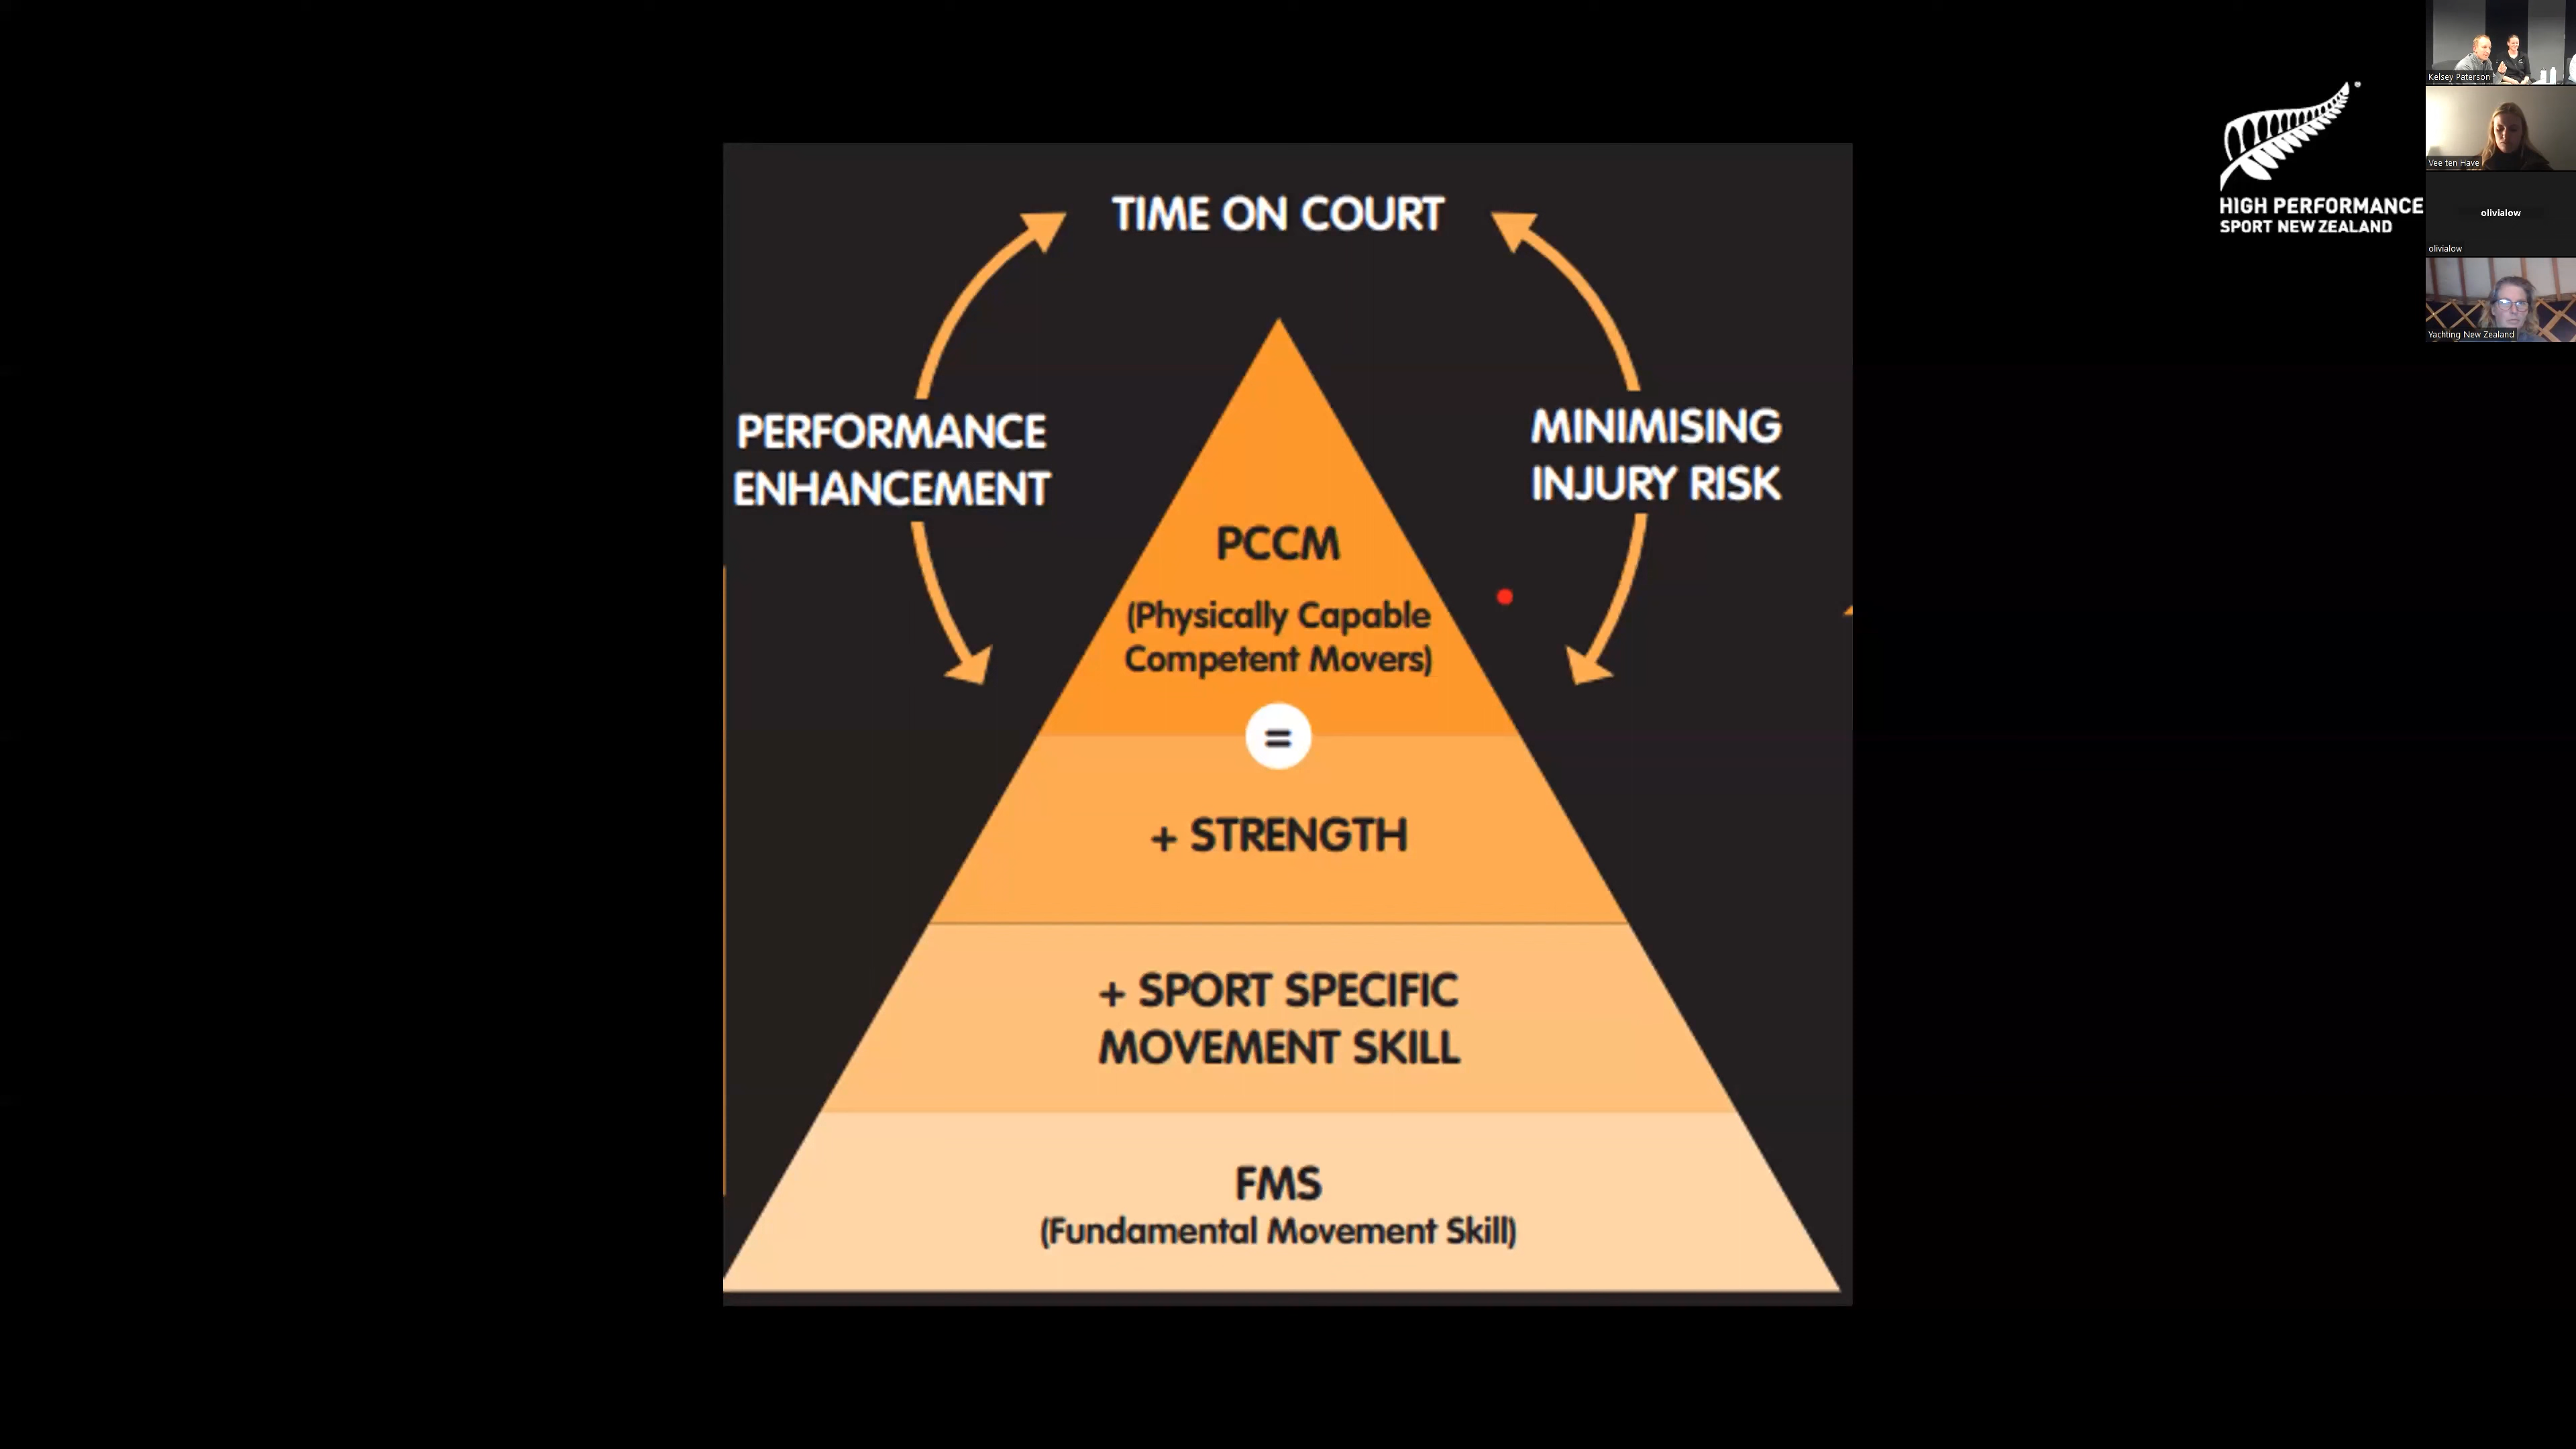 TIME ON COURT
PERFORMANCE
ENHANCEMENT
MINIMISING
INJURY RISK
PCCM
(Physically Capable
Competent Movers)
=
+ STRENGTH
+ SPORT SPECIFIC
MOVEMENT SKILL
FMS
(Fundamental Movement Skill)
HIGH PERFORMANCE
SPORT NEW ZEALAND
Kelsey Paterson
Vee ten Have
olivialow
olivialow
Yachting New Zealand